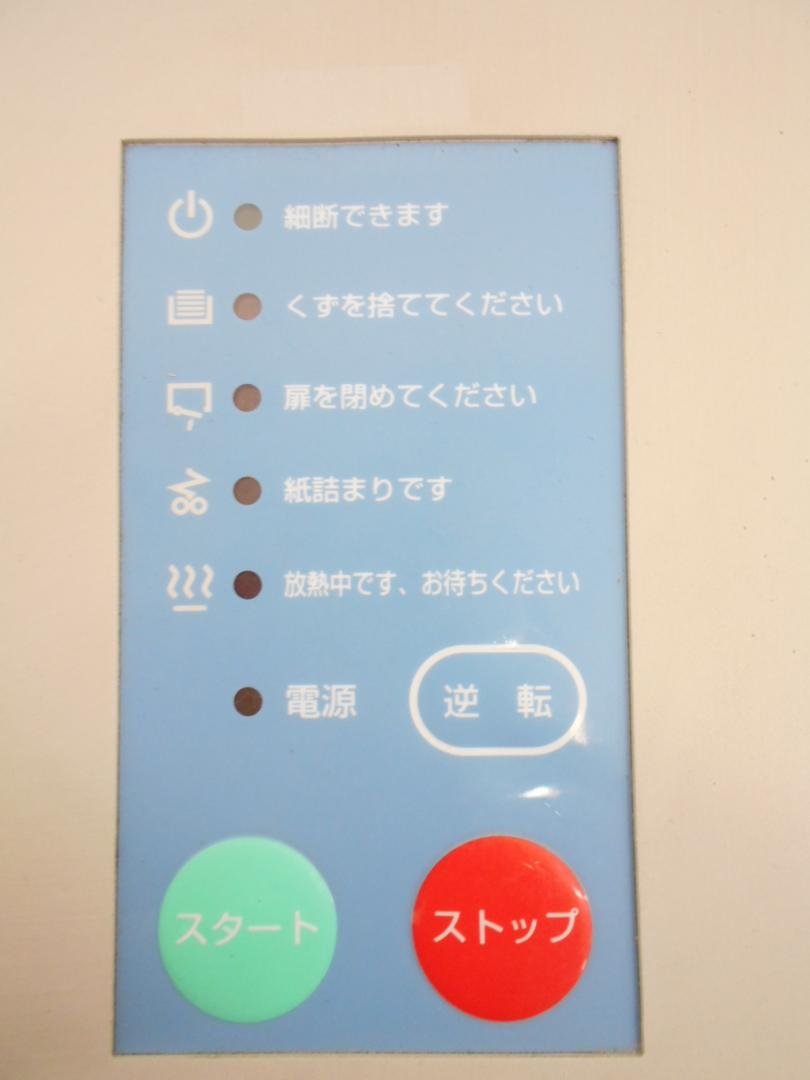 細断できます
くずを捨ててください
扉を閉めてください
紙詰まりです
放熱中です、お待ちください
電源 逆 転
スタート ストップ